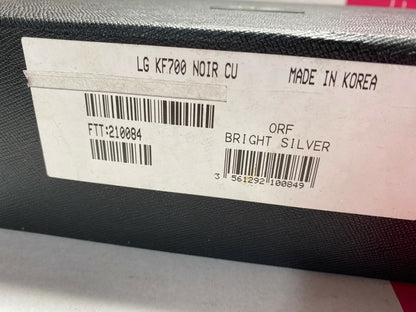 LG KF700 NOIR CU MADE IN KOREA
FTT:210084
ORF
BRIGHT SILVER
3 561292 100849